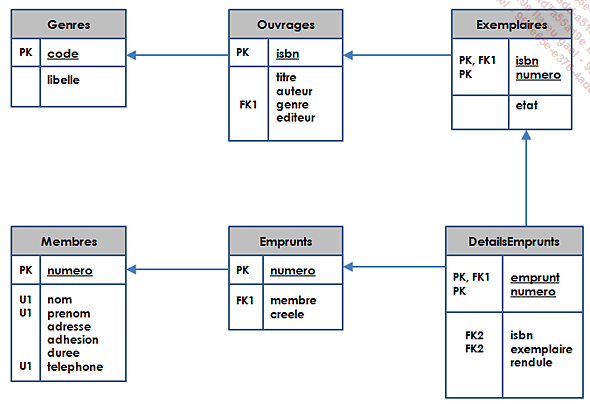 Genres
PK code
libelle
Ouvrages
PK isbn
titre
auteur
FK1 genre
editeur
Exemplaires
PK, FK1 isbn
PK numero
etat
Membres
PK numero
U1 nom
U1 prenom
adresse
adhesion
duree
U1 telephone
Emprunts
PK numero
FK1 membre
creele
DetailsEmprunts
PK, FK1 emprunt
PK numero
FK2 isbn
FK2 exemplaire
rendule